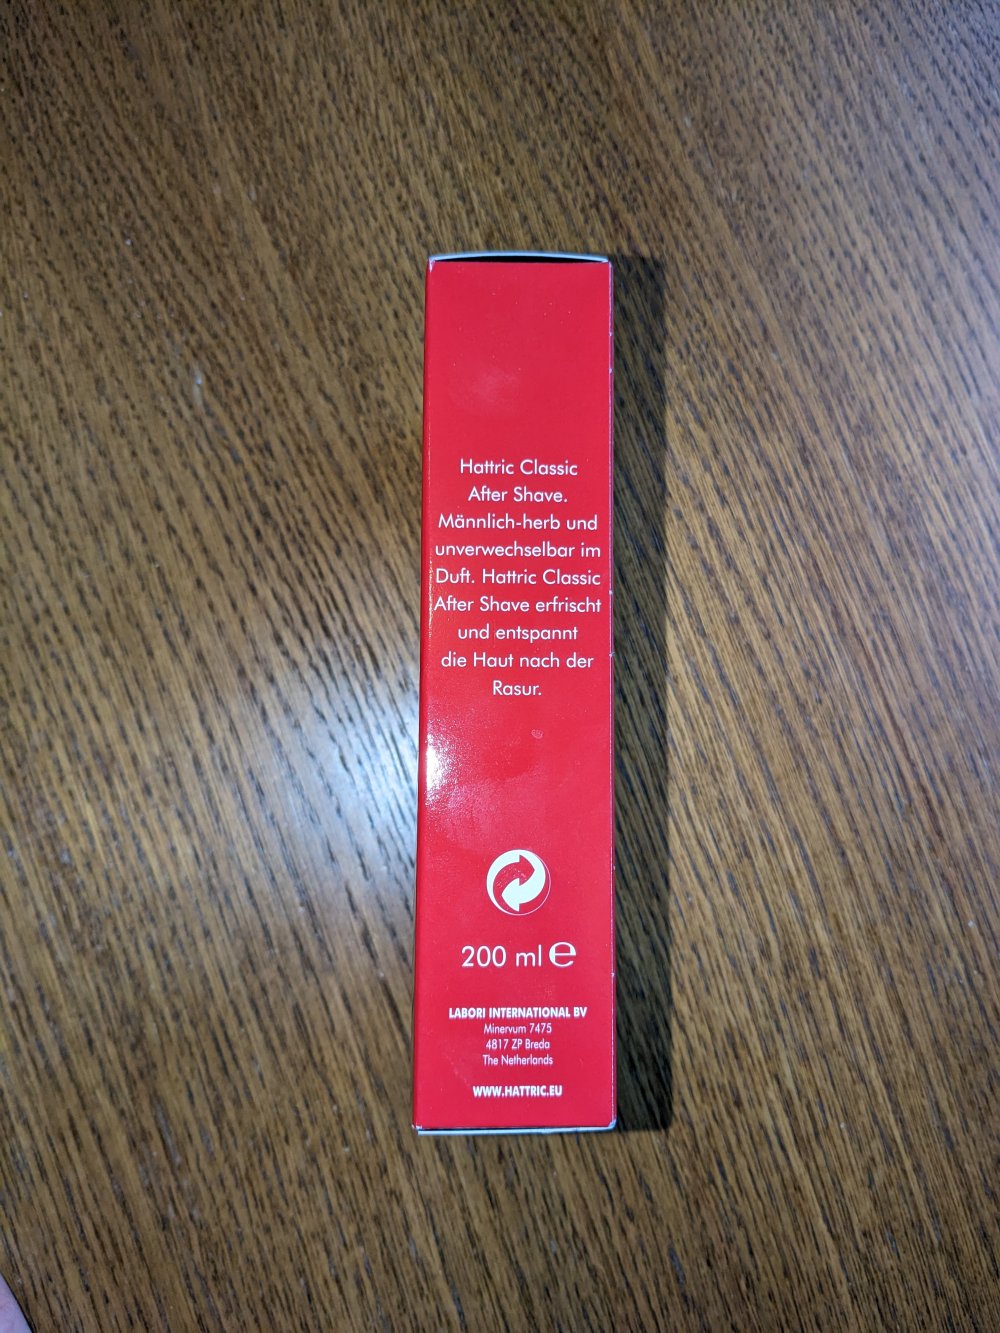 Hattric Classic
After Shave.
Männlich-herb und
unverwechselbar im
Duft. Hattric Classic
After Shave erfrischt
und entspannt
die Haut nach der
Rasur.
200 ml ℮
LABORI INTERNATIONAL BV
Minervum 7475
4817 ZP Breda
The Netherlands
WWW.HATTRIC.EU